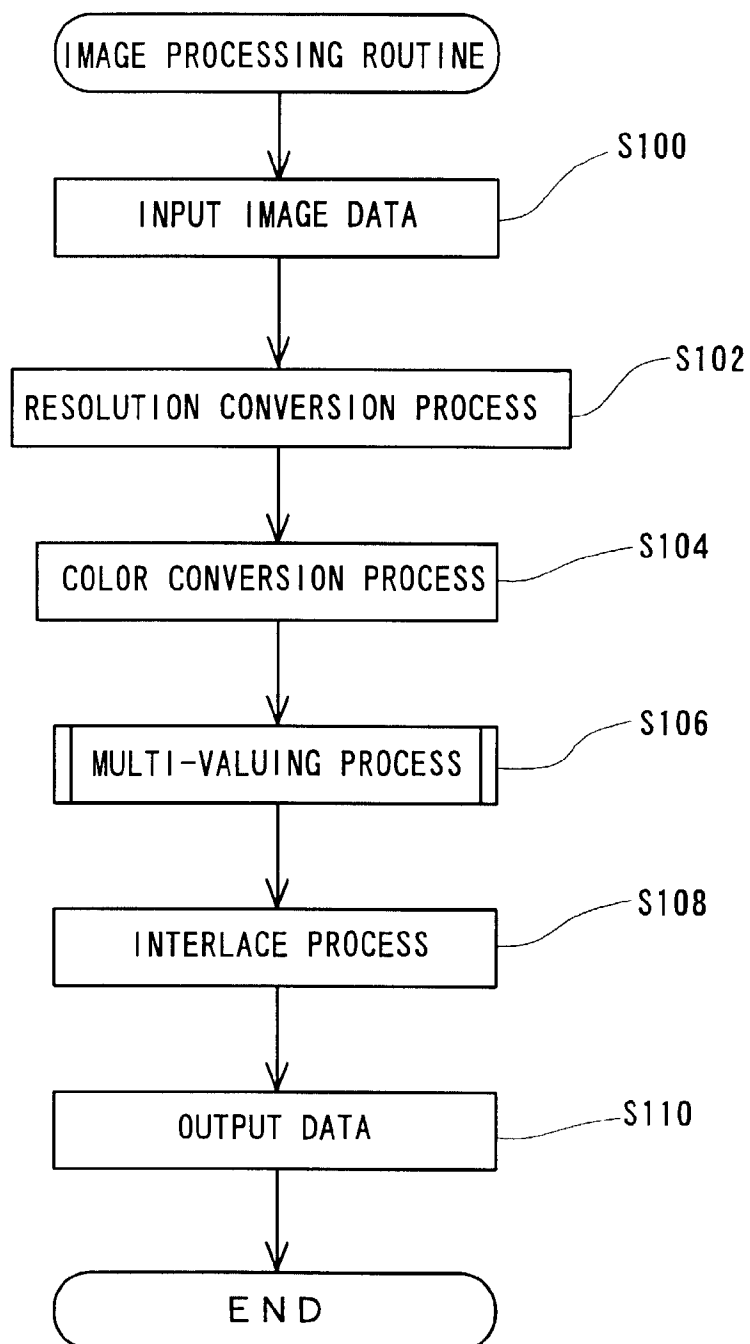 IMAGE PROCESSING ROUTINE
S100
INPUT IMAGE DATA
S102
RESOLUTION CONVERSION PROCESS
S104
COLOR CONVERSION PROCESS
S106
MULTI-VALUING PROCESS
S108
INTERLACE PROCESS
S110
OUTPUT DATA
END